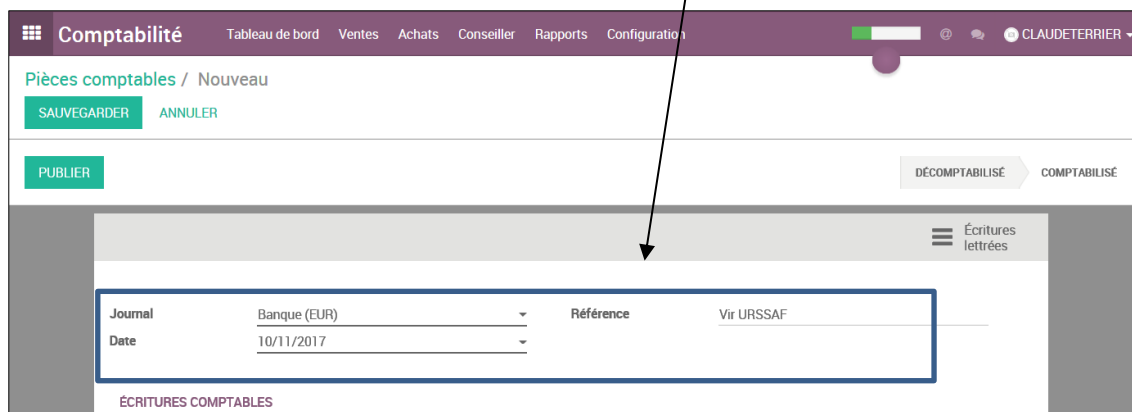 Comptabilité Tableau de bord Ventes Achats Conseiller Rapports Configuration @ CLAUDETERRIER
Pièces comptables / Nouveau
SAUVEGARDER ANNULER
PUBLIER DÉCOMPTABILISÉ COMPTABILISÉ
Écritures
lettrées
Journal Banque (EUR) Référence Vir URSSAF
Date 10/11/2017
ÉCRITURES COMPTABLES